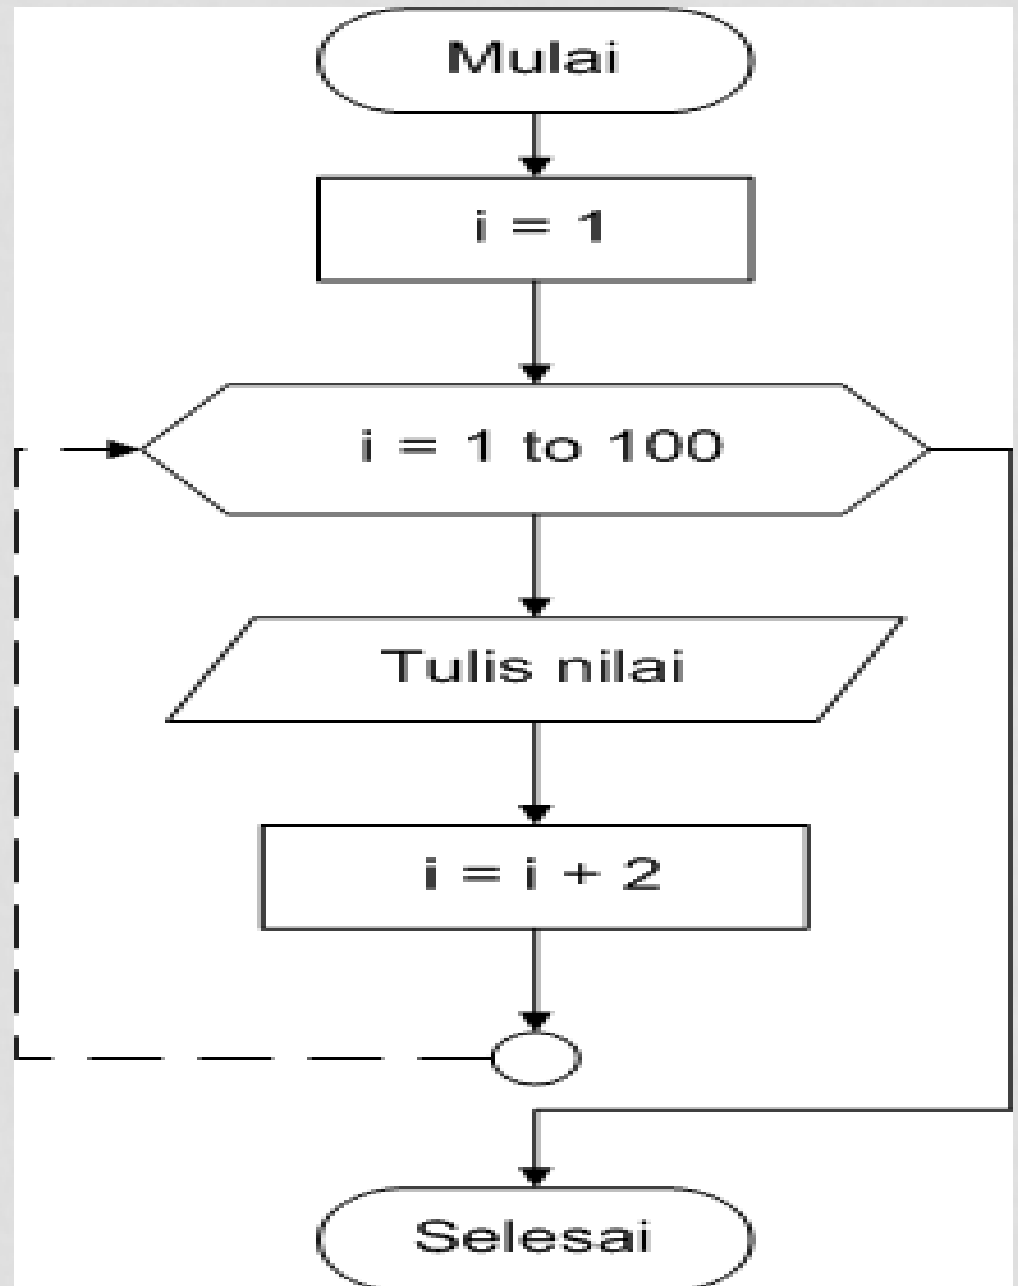 Mulai
i = 1
i = 1 to 100
Tulis nilai
i = i + 2
Selesai